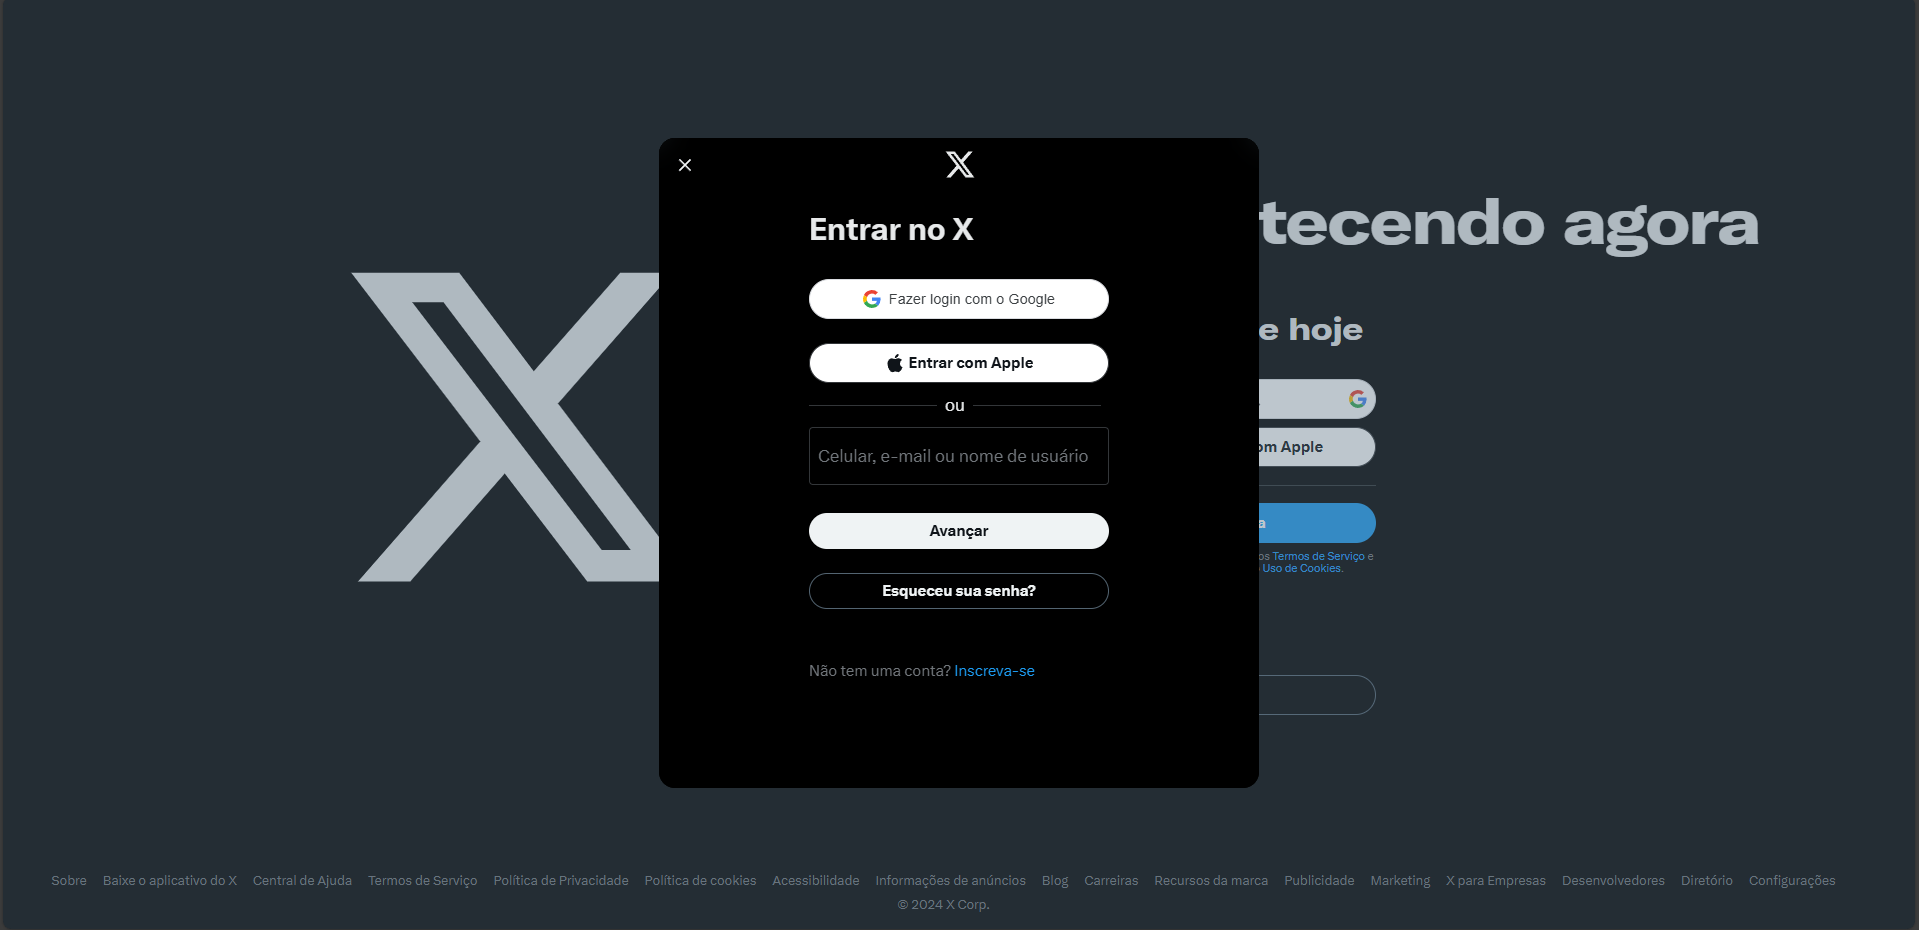 Entrar no X
Fazer login com o Google
Entrar com Apple
ou
Celular, e-mail ou nome de usuário
Avançar
Esqueceu sua senha?
Não tem uma conta? Inscreva-se
tecendo agora
e hoje
om Apple
a
os Termos de Serviço e
Uso de Cookies.
Sobre Baixe o aplicativo do X Central de Ajuda Termos de Serviço Política de Privacidade Política de cookies Acessibilidade Informações de anúncios Blog Carreiras Recursos da marca Publicidade Marketing X para Empresas Desenvolvedores Diretório Configurações
© 2024 X Corp.